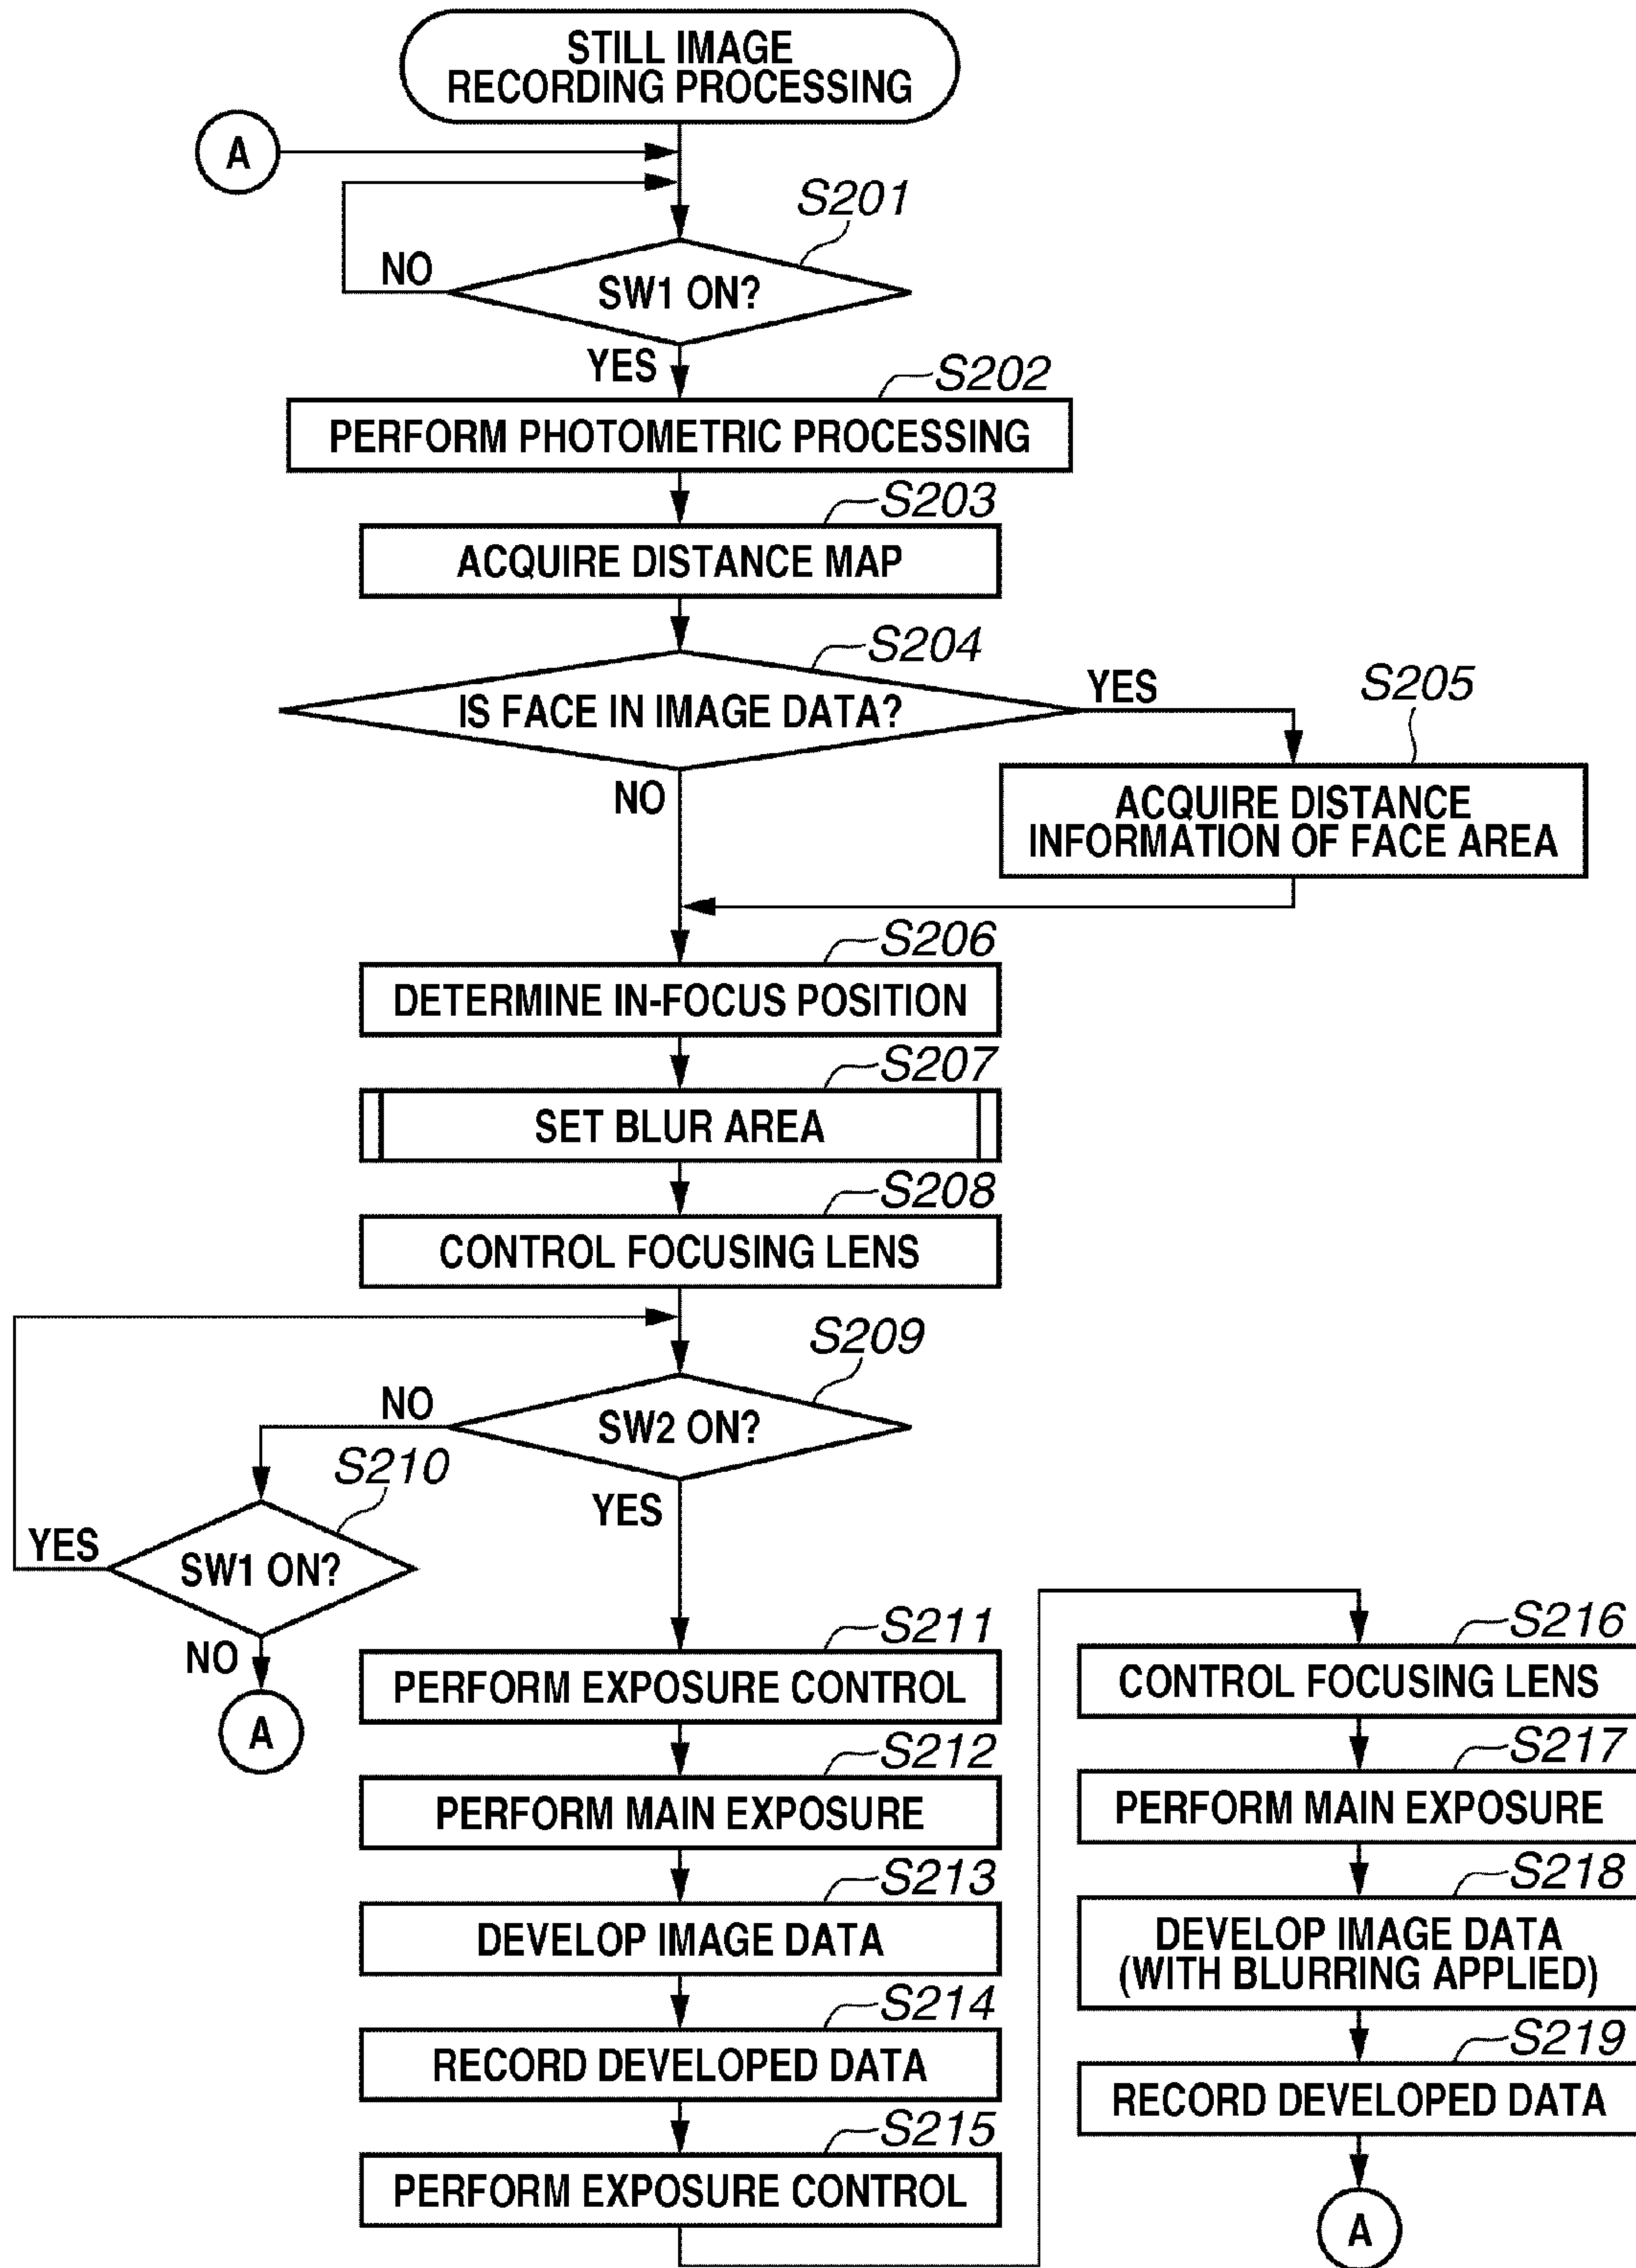 STILL IMAGE
RECORDING PROCESSING
A
S201
NO
SW1 ON?
YES
S202
PERFORM PHOTOMETRIC PROCESSING
S203
ACQUIRE DISTANCE MAP
S204
IS FACE IN IMAGE DATA?
YES
S205
NO
ACQUIRE DISTANCE
INFORMATION OF FACE AREA
S206
DETERMINE IN-FOCUS POSITION
S207
SET BLUR AREA
S208
CONTROL FOCUSING LENS
S209
NO
SW2 ON?
S210
YES
YES
SW1 ON?
NO
A
S211
PERFORM EXPOSURE CONTROL
S212
PERFORM MAIN EXPOSURE
S213
DEVELOP IMAGE DATA
S214
RECORD DEVELOPED DATA
S215
PERFORM EXPOSURE CONTROL
S216
CONTROL FOCUSING LENS
S217
PERFORM MAIN EXPOSURE
S218
DEVELOP IMAGE DATA
(WITH BLURRING APPLIED)
S219
RECORD DEVELOPED DATA
A